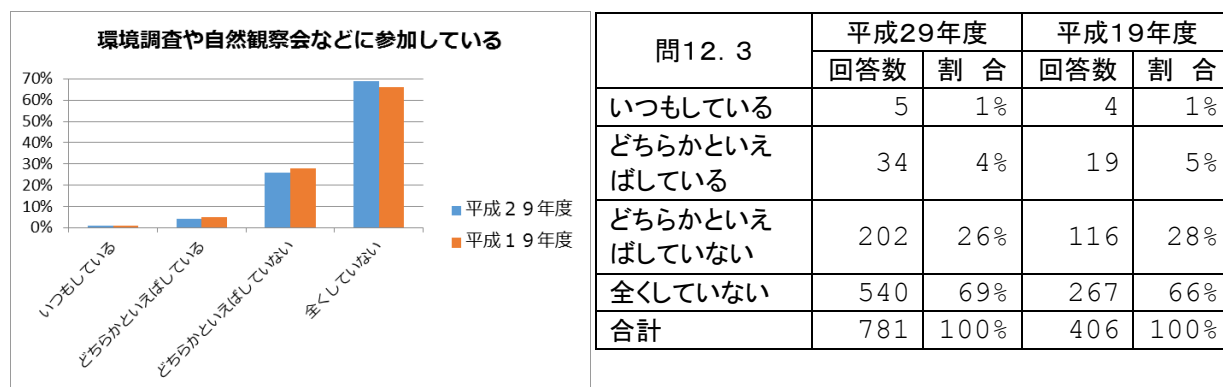 環境調査や自然観察会などに参加している
70%
60%
50%
40%
30%
20%
10%
0%
いつもしている
どちらかといえばしている
どちらかといえばしていない
全くしていない
平成29年度
平成19年度
問12.3 平成29年度 平成19年度
回答数 割 合 回答数 割 合
いつもしている 5 1% 4 1%
どちらかといえ
ばしている 34 4% 19 5%
どちらかといえ
ばしていない 202 26% 116 28%
全くしていない 540 69% 267 66%
合計 781 100% 406 100%